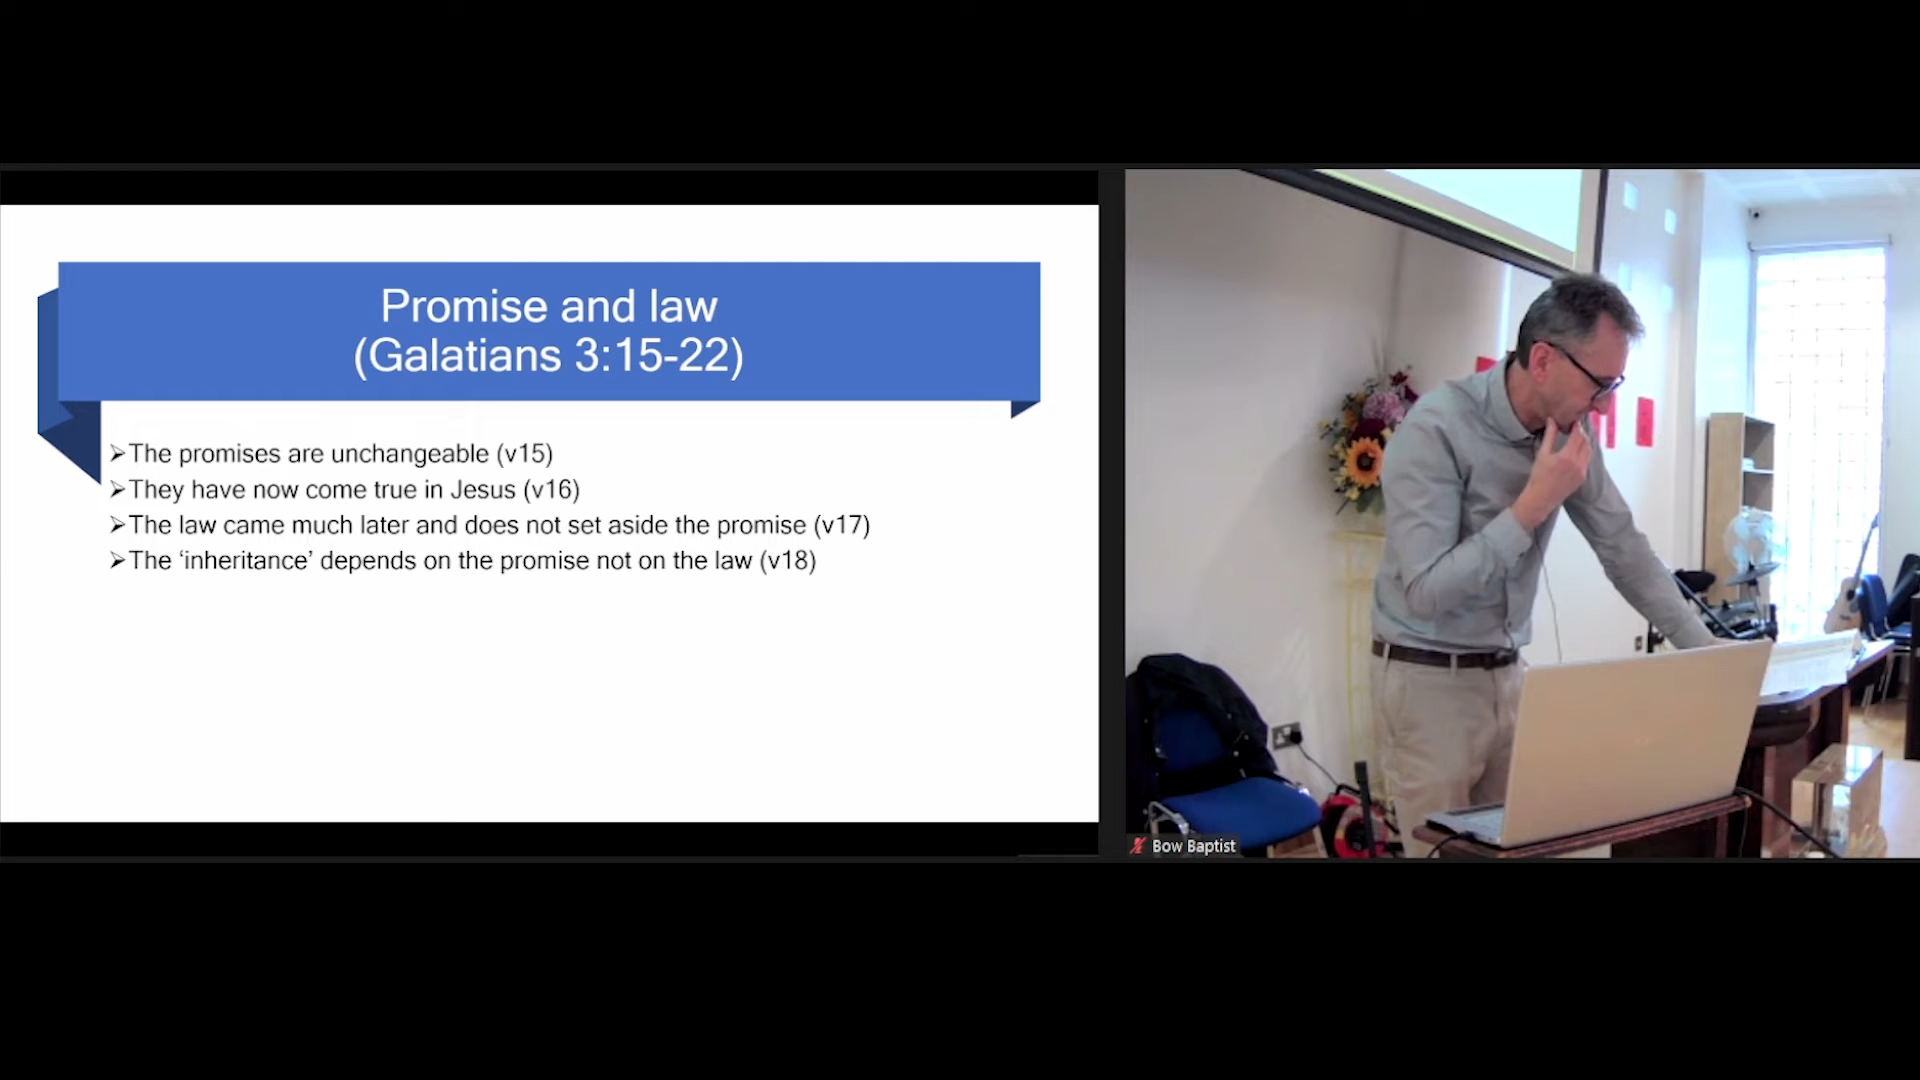 Promise and law
(Galatians 3:15-22)
➢The promises are unchangeable (v15)
➢They have now come true in Jesus (v16)
➢The law came much later and does not set aside the promise (v17)
➢The ‘inheritance’ depends on the promise not on the law (v18)
Bow Baptist